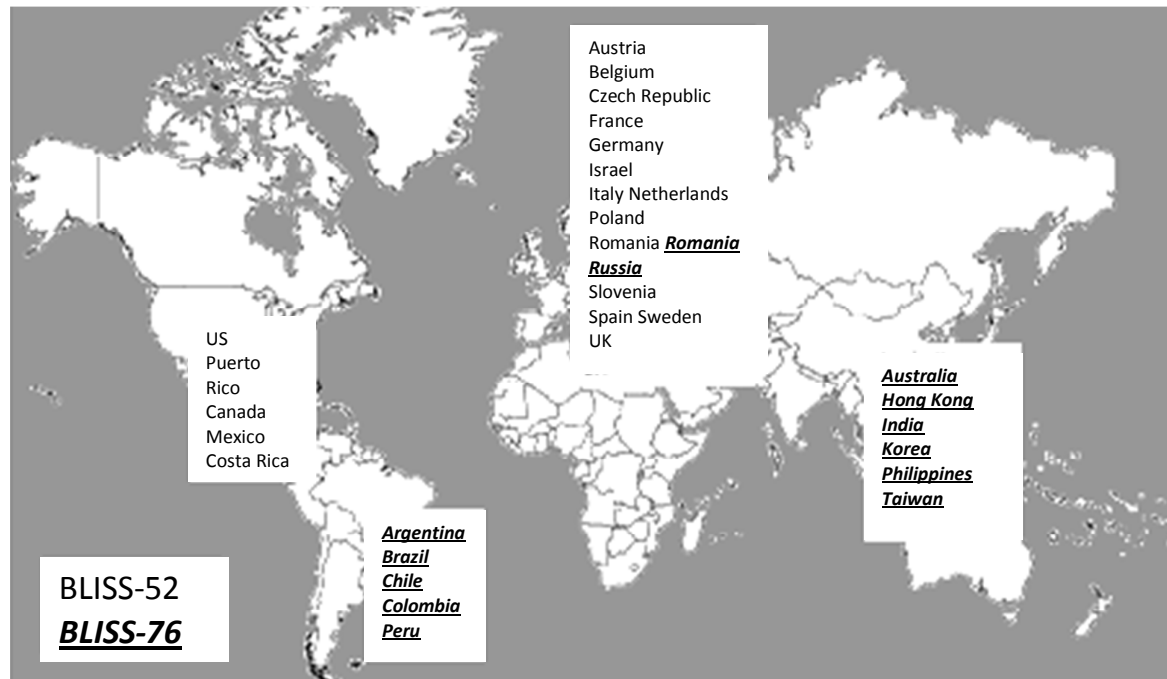 Austria
Belgium
Czech Republic
France
Germany
Israel
Italy Netherlands
Poland
Romania Romania
Russia
Slovenia
Spain Sweden
UK
US
Puerto
Rico
Canada
Mexico
Costa Rica
Australia
Hong Kong
India
Korea
Philippines
Taiwan
Argentina
Brazil
Chile
Colombia
Peru
BLISS-52
BLISS-76